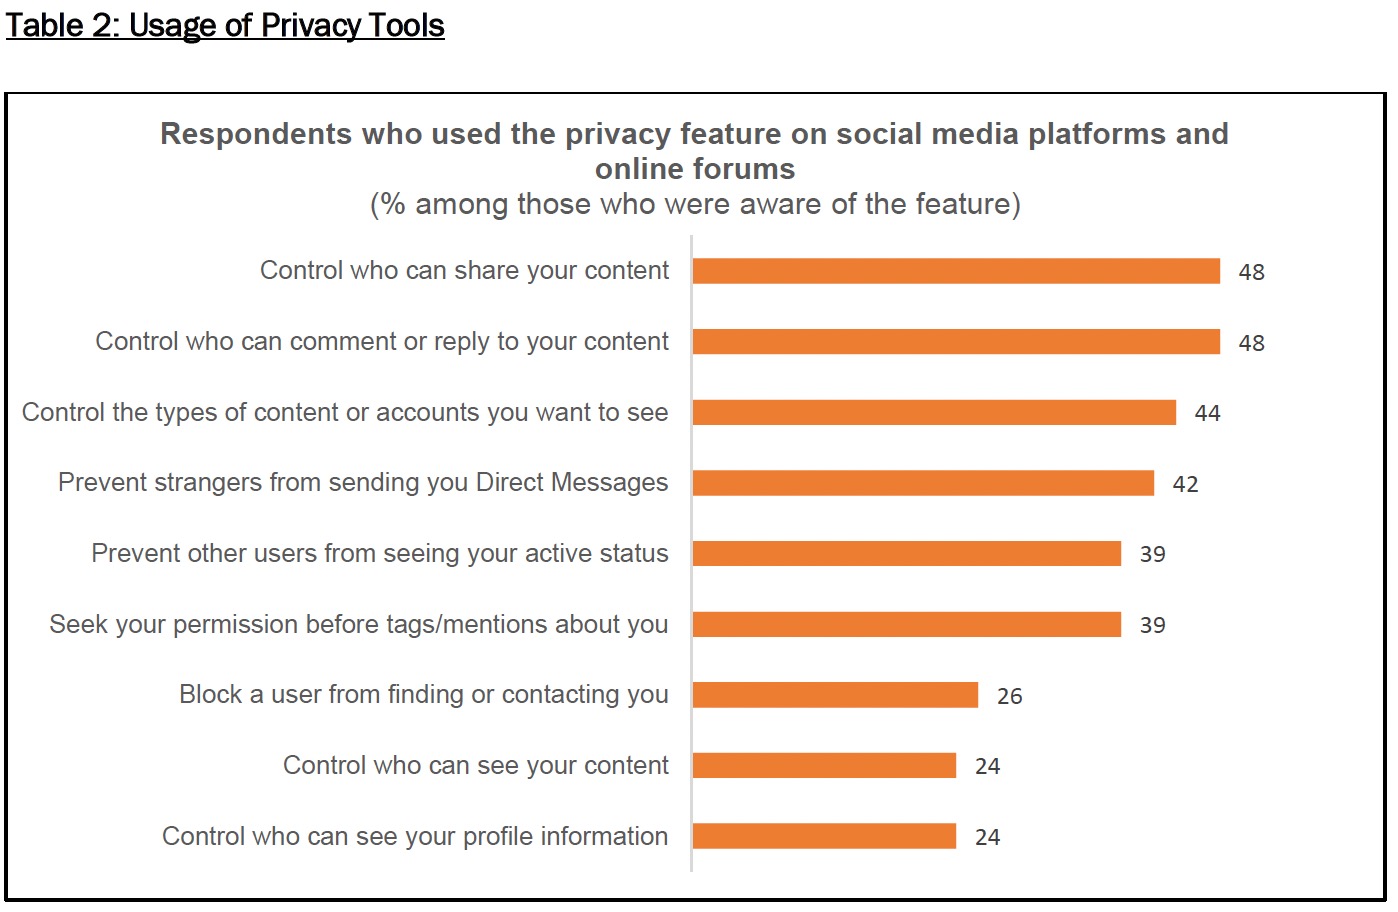 Table 2: Usage of Privacy Tools
Respondents who used the privacy feature on social media platforms and
online forums
(% among those who were aware of the feature)
Control who can share your content 48
Control who can comment or reply to your content 48
Control the types of content or accounts you want to see 44
Prevent strangers from sending you Direct Messages 42
Prevent other users from seeing your active status 39
Seek your permission before tags/mentions about you 39
Block a user from finding or contacting you 26
Control who can see your content 24
Control who can see your profile information 24